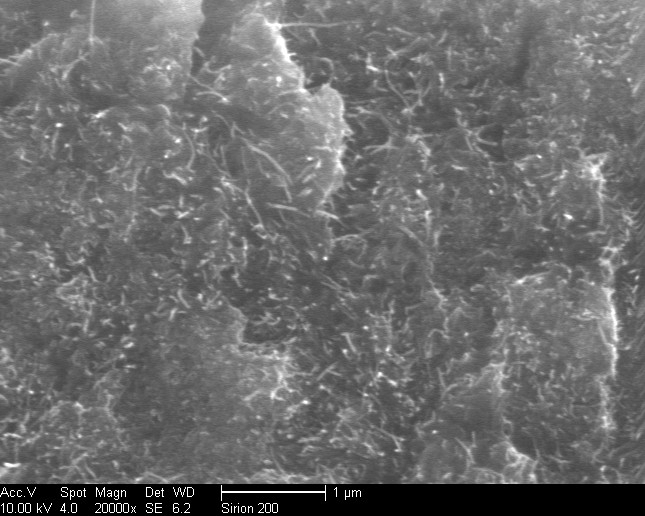 Acc.V Spot Magn Det WD 1 µm
10.00 kV 4.0 20000x SE 6.2 Sirion 200